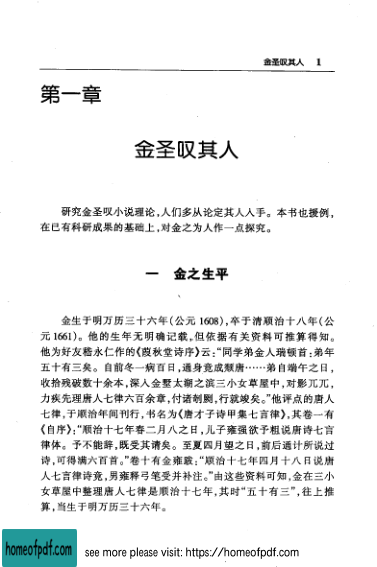 金圣叹其人 1
第一章
金圣叹其人
研究金圣叹小说理论,人们多从论定其人入手。本书也援例,
在已有科研成果的基础上,对金之为人作一点探究。
一 金之生平
金生于明万历三十六年(公元 1608),卒于清顺治十八年(公
元1661)。他的生年无明确记载,但依据有关资料可推算得知。
他为好友嵇永仁作的《葭秋堂诗序》云:“同学弟金人瑞顿首:弟年
五十有三矣。自前冬一病百日,通身竟成颓唐……弟自端午之日,
收拾残破数十余本,深入金墅太湖之滨三小女草屋中,对影兀兀,
力疾先理唐人七律六百余章,付诸剞劂,行就竣矣。”他评点的唐人
七律,于顺治年间刊行,书名为《唐才子诗甲集七言律》,其卷一有
《自序》:“顺治十七年春二月八之日,儿子雍强欲予粗说唐诗七言
律体。予不能辞,既受其请矣。至夏四月望之日,前后通计所说过
诗,可得满六百首。”卷十有金雍跋:“顺治十七年四月十八日说唐
人七言律诗竟,男雍释弓笔受并补注。”由这些资料可知,金在三小
女草屋中整理唐人七律是顺治十七年,其时“五十有三”,往上推
算,当生于明万历三十六年。
homeofpdf.com
see more please visit: https://homeofpdf.com